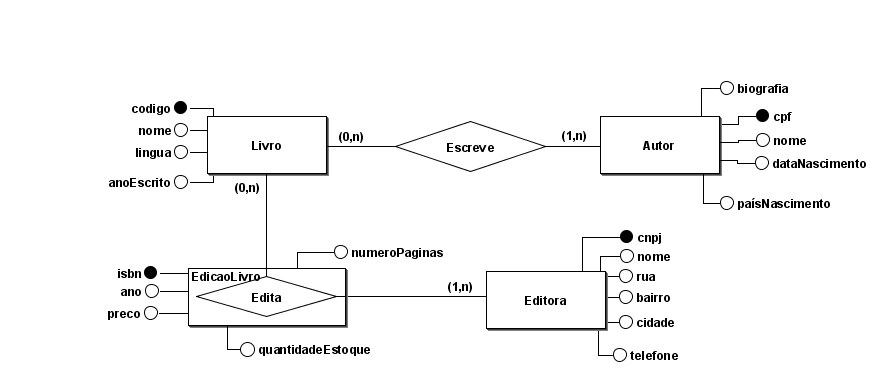 biografia
codigo
cpf
nome
(0,n)
(1,n)
nome
lingua
Livro
Escreve
Autor
dataNascimento
anoEscrito
(0,n)
paísNascimento
cnpj
numeroPaginas
nome
isbn
EdicaoLivro
rua
ano
Edita
(1,n)
Editora
bairro
preco
cidade
quantidadeEstoque
telefone